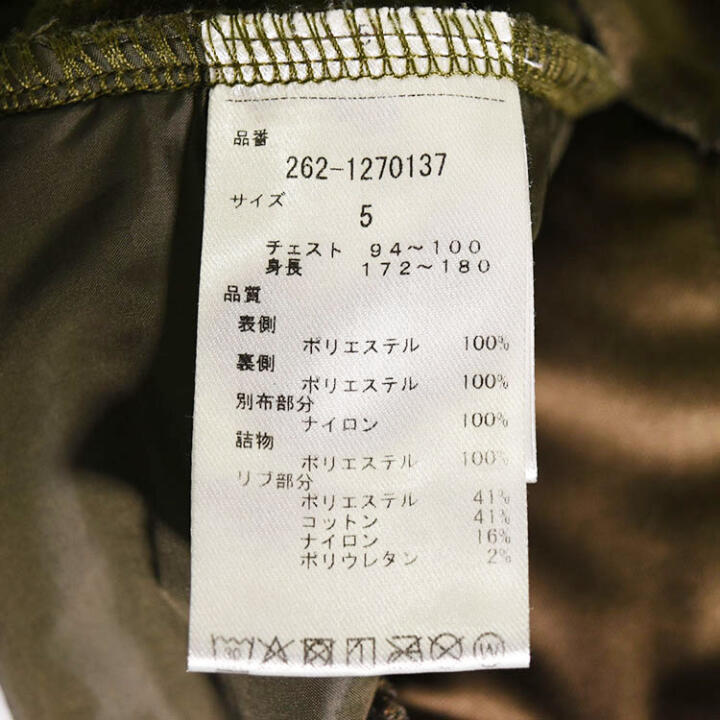 品番
262-1270137
サイズ
5
チェスト 94～100
身長 172～180
品質
表側
ポリエステル 100%
裏側
ポリエステル 100%
別布部分
ナイロン 100%
詰物
ポリエステル 100%
リブ部分
ポリエステル 41%
コットン 41%
ナイロン 16%
ポリウレタン 2%
30 W